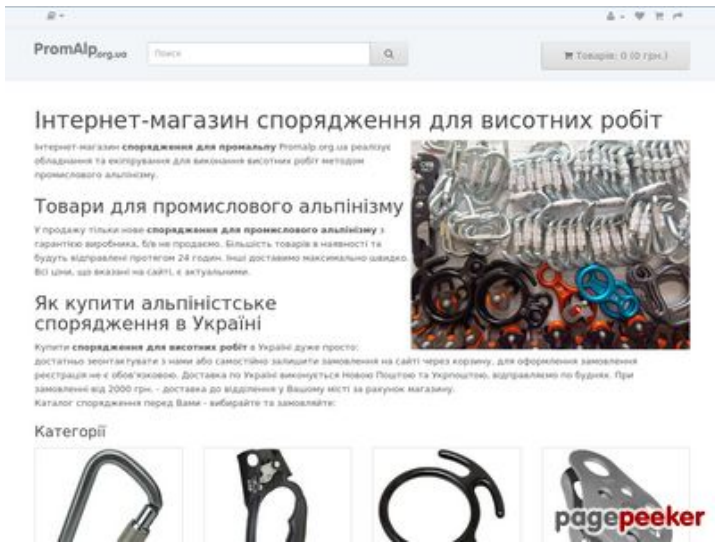 PromAlp.org.ua
Поиск
Товарів: 0 (0 грн.)
Інтернет-магазин спорядження для висотних робіт
Інтернет-магазин спорядження для промальпу Promalp.org.ua реалізує
обладнання та екіпірування для виконання висотних робіт методом
промислового альпінізму.
Товари для промислового альпінізму
У продажу тільки нове спорядження для промислового альпінізму з
гарантією виробника, б/в не продаємо. Більшість товарів в наявності та
будуть відправлені протягом 24 годин. Інші доставимо максимально швидко.
Всі ціни, що вказані на сайті, є актуальними.
Як купити альпіністське
спорядження в Україні
Купити спорядження для висотних робіт в Україні дуже просто:
достатньо зконтактувати з нами або самостійно залишити замовлення на сайті через корзину, для оформлення замовлення
реєстрація не є обов'язковою. Доставка по Україні виконується Новою Поштою та Укрпоштою, відправляємо по буднях. При
замовленні від 2000 грн. - доставка до відділення у Вашому місті за рахунок магазину.
Каталог спорядження перед Вами - вибирайте та замовляйте:
Категорії
pagepeeker